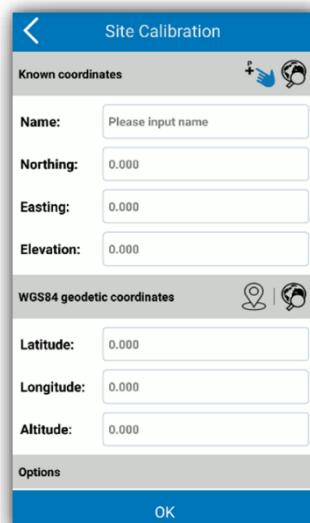 Site Calibration
Known coordinates
P
Name: Please input name
Northing: 0.000
Easting: 0.000
Elevation: 0.000
WGS84 geodetic coordinates
Latitude: 0.000
Longitude: 0.000
Altitude: 0.000
Options
OK